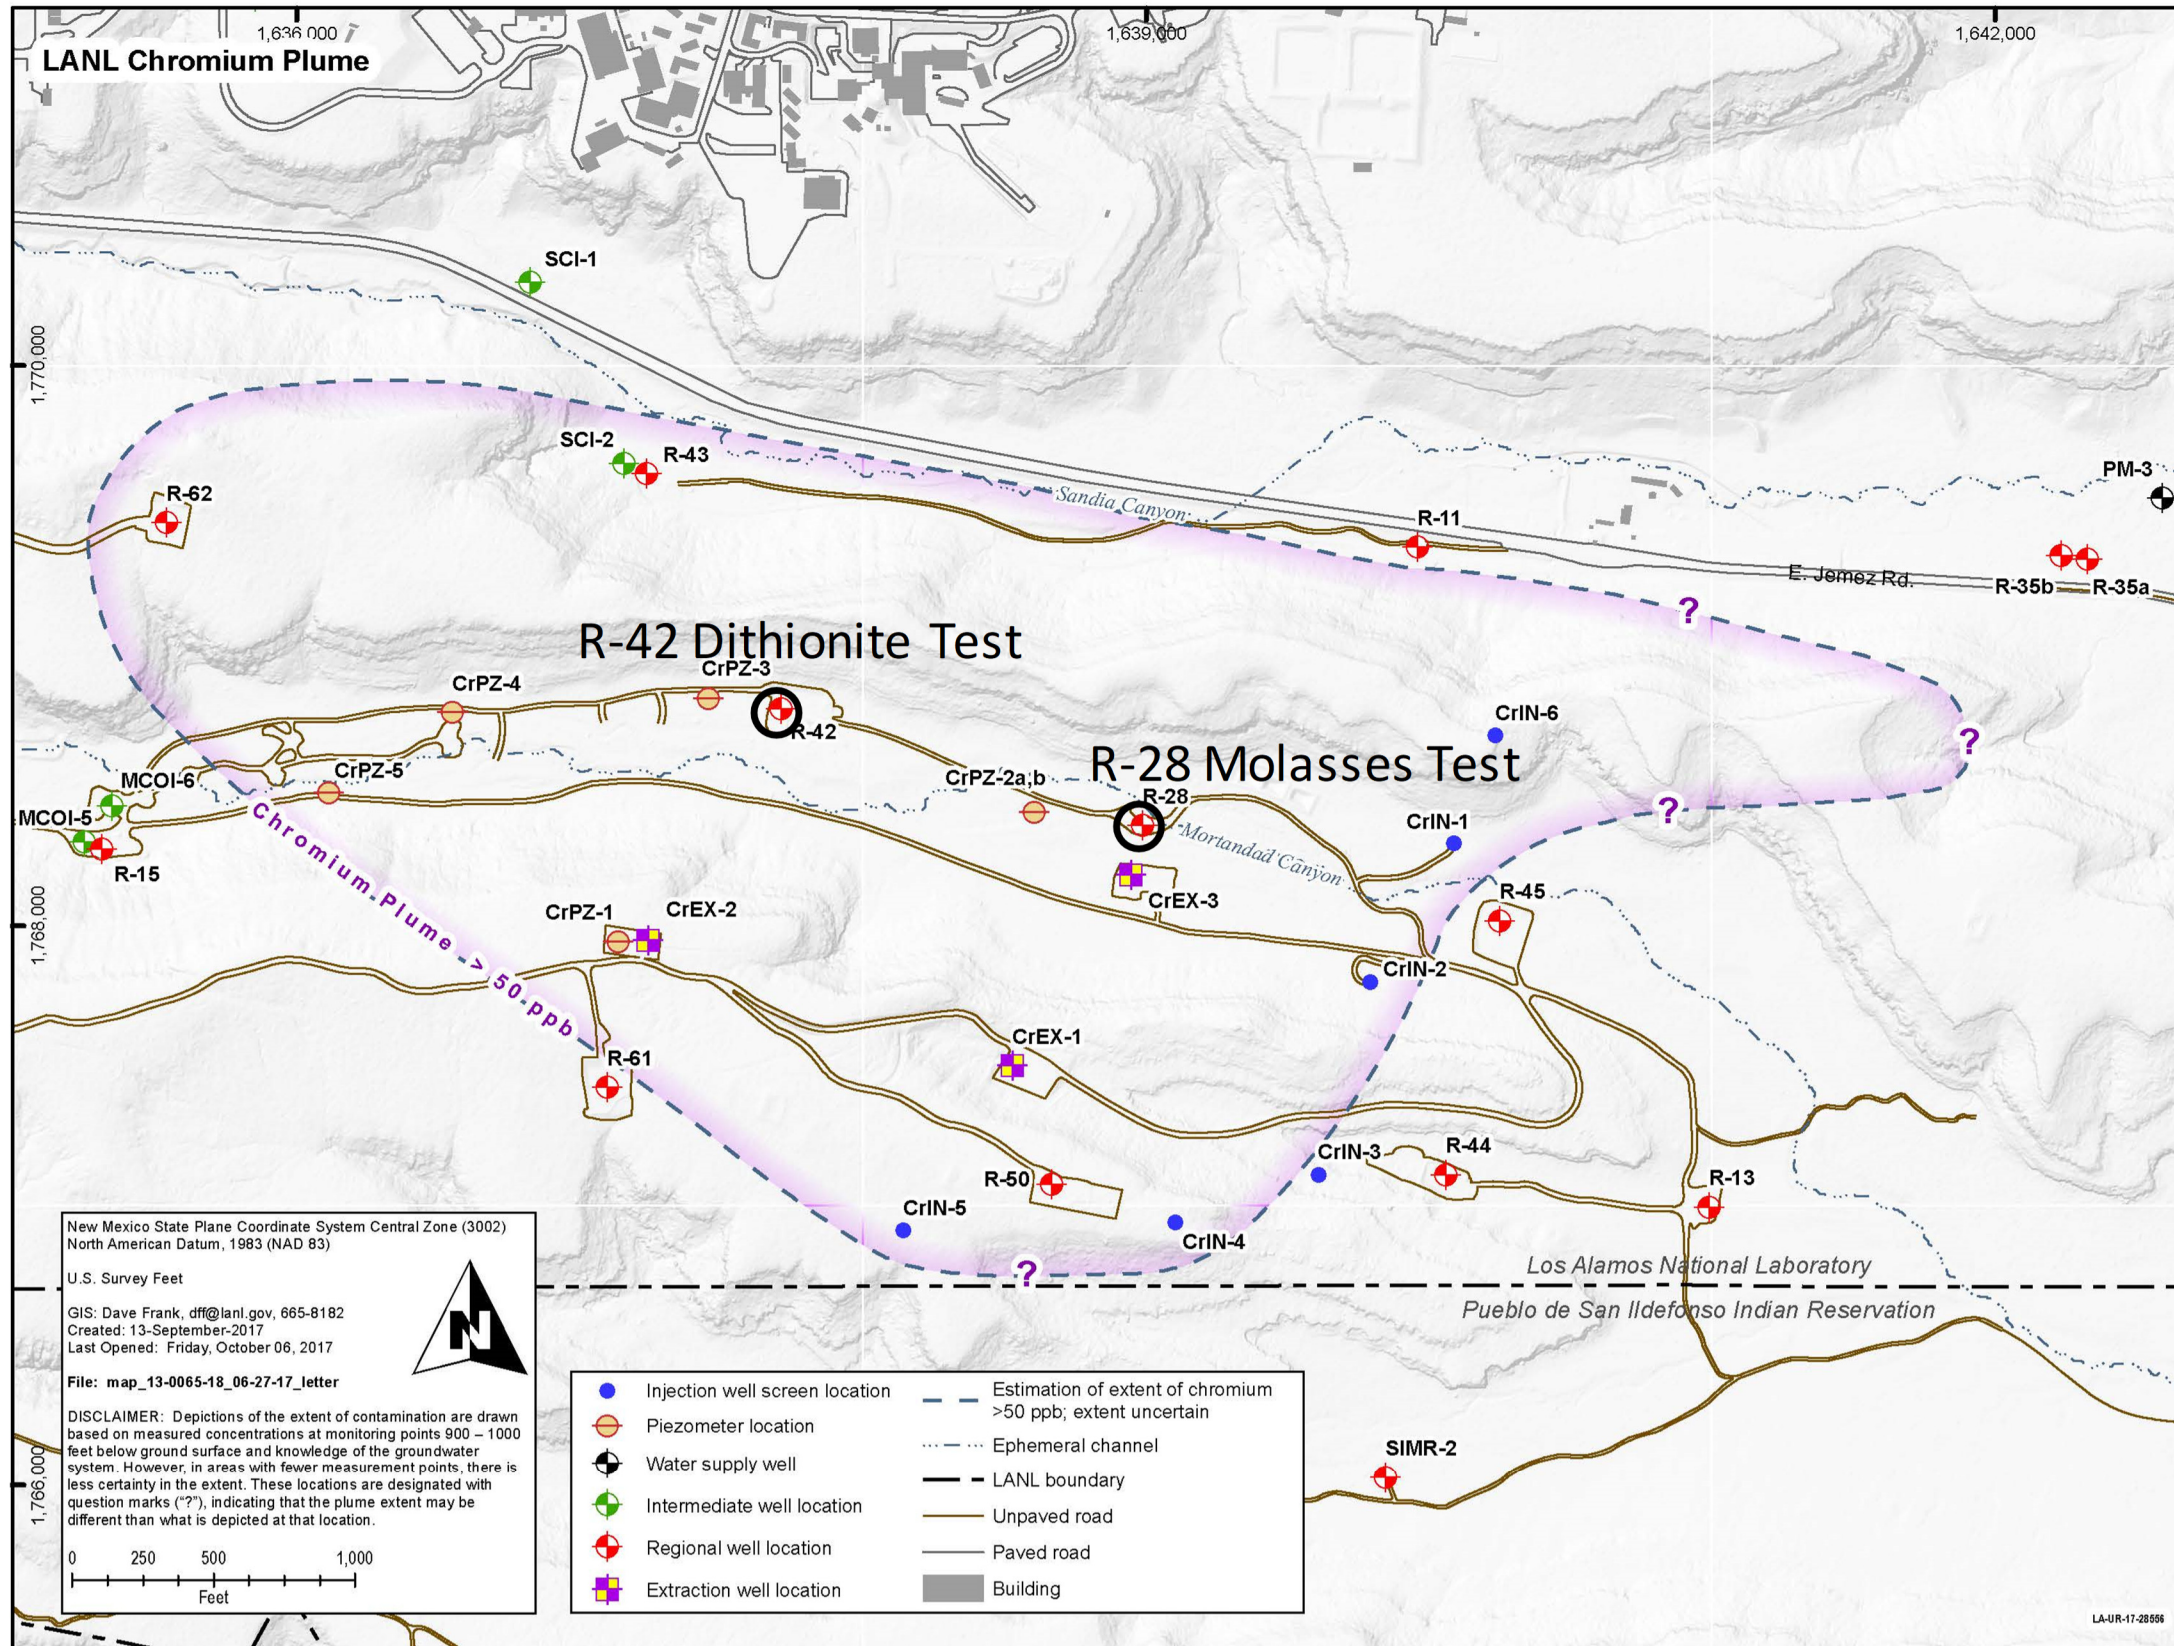 1,636,000
1,639,000
1,642,000
LANL Chromium Plume
SCI-1
1,770,000
SCI-2
R-43
R-62
Sandia Canyon
R-11
PM-3
E. Jemez Rd.
R-35b
R-35a
?
R-42 Dithionite Test
CrPZ-3
CrPZ-4
R-42
CrIN-6
?
R-28 Molasses Test
CrPZ-5
MCOI-6
CrPZ-2a,b
R-28
?
MCOI-5
CrIN-1
Mortandad Canyon
R-15
R-45
CrEX-3
Chromium Plume > 50 ppb
CrPZ-1
CrEX-2
1,768,000
CrIN-2
CrEX-1
R-61
CrIN-3
R-44
R-50
R-13
CrIN-5
CrIN-4
?
Los Alamos National Laboratory
Pueblo de San Ildefonso Indian Reservation
New Mexico State Plane Coordinate System Central Zone (3002)
North American Datum, 1983 (NAD 83)
U.S. Survey Feet
GIS: Dave Frank, dff@lanl.gov, 665-8182
Created: 13-September-2017
Last Opened: Friday, October 06, 2017
N
File: map_13-0065-18_06-27-17_letter
DISCLAIMER: Depictions of the extent of contamination are drawn
based on measured concentrations at monitoring points 900 – 1000
feet below ground surface and knowledge of the groundwater
system. However, in areas with fewer measurement points, there is
less certainty in the extent. These locations are designated with
question marks ("?"), indicating that the plume extent may be
different than what is depicted at that location.
0 250 500 1,000
Feet
1,766,000
Injection well screen location
Piezometer location
Water supply well
Intermediate well location
Regional well location
Extraction well location
Estimation of extent of chromium
>50 ppb; extent uncertain
Ephemeral channel
LANL boundary
Unpaved road
Paved road
Building
SIMR-2
LA-UR-17-28556